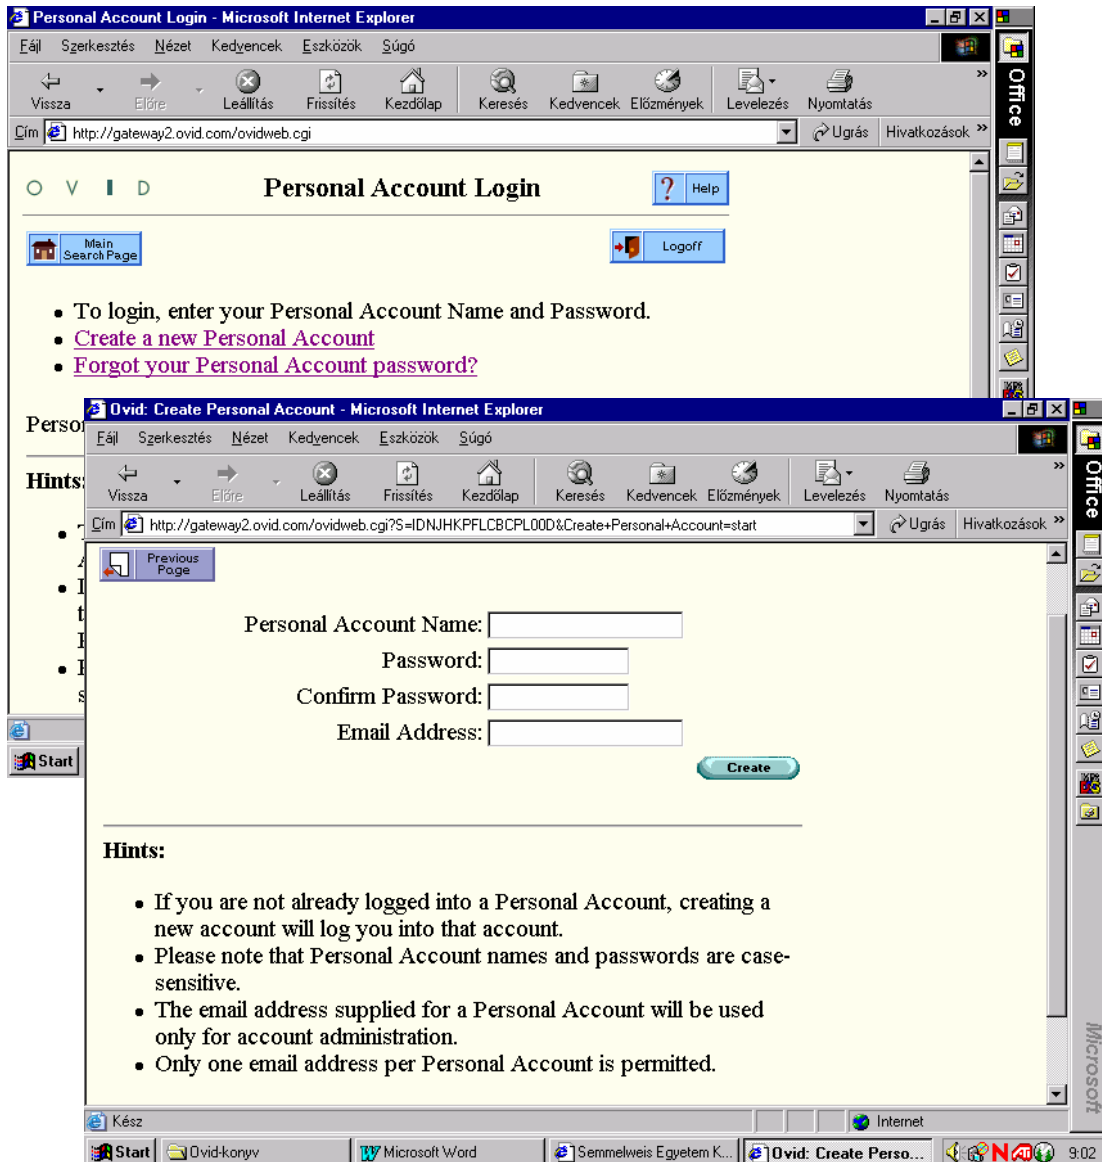 Personal Account Login - Microsoft Internet Explorer
Fájl Szerkesztés Nézet Kedvencek Eszközök Súgó
Vissza Előre Leállítás Frissítés Kezdőlap Keresés Kedvencek Előzmények Levelezés Nyomtatás »
Cím http://gateway2.ovid.com/ovidweb.cgi Ugrás Hivatkozások »
Office
O V I D Personal Account Login ? Help
Main Search Page Logoff
• To login, enter your Personal Account Name and Password.
• Create a new Personal Account
• Forgot your Personal Account password?
Perso
Hints:
Start
Ovid: Create Personal Account - Microsoft Internet Explorer
Fájl Szerkesztés Nézet Kedvencek Eszközök Súgó
Vissza Előre Leállítás Frissítés Kezdőlap Keresés Kedvencek Előzmények Levelezés Nyomtatás »
Cím http://gateway2.ovid.com/ovidweb.cgi?S=IDNJHKPFLCBCPL00D&Create+Personal+Account=start Ugrás Hivatkozások »
Office
Previous Page
Personal Account Name:
Password:
Confirm Password:
Email Address:
Create
Hints:
• If you are not already logged into a Personal Account, creating a
new account will log you into that account.
• Please note that Personal Account names and passwords are case-
sensitive.
• The email address supplied for a Personal Account will be used
only for account administration.
• Only one email address per Personal Account is permitted.
Microsoft
Kész Internet
Start Ovid-konyv Microsoft Word Semmelweis Egyetem K... Ovid: Create Perso... 9:02